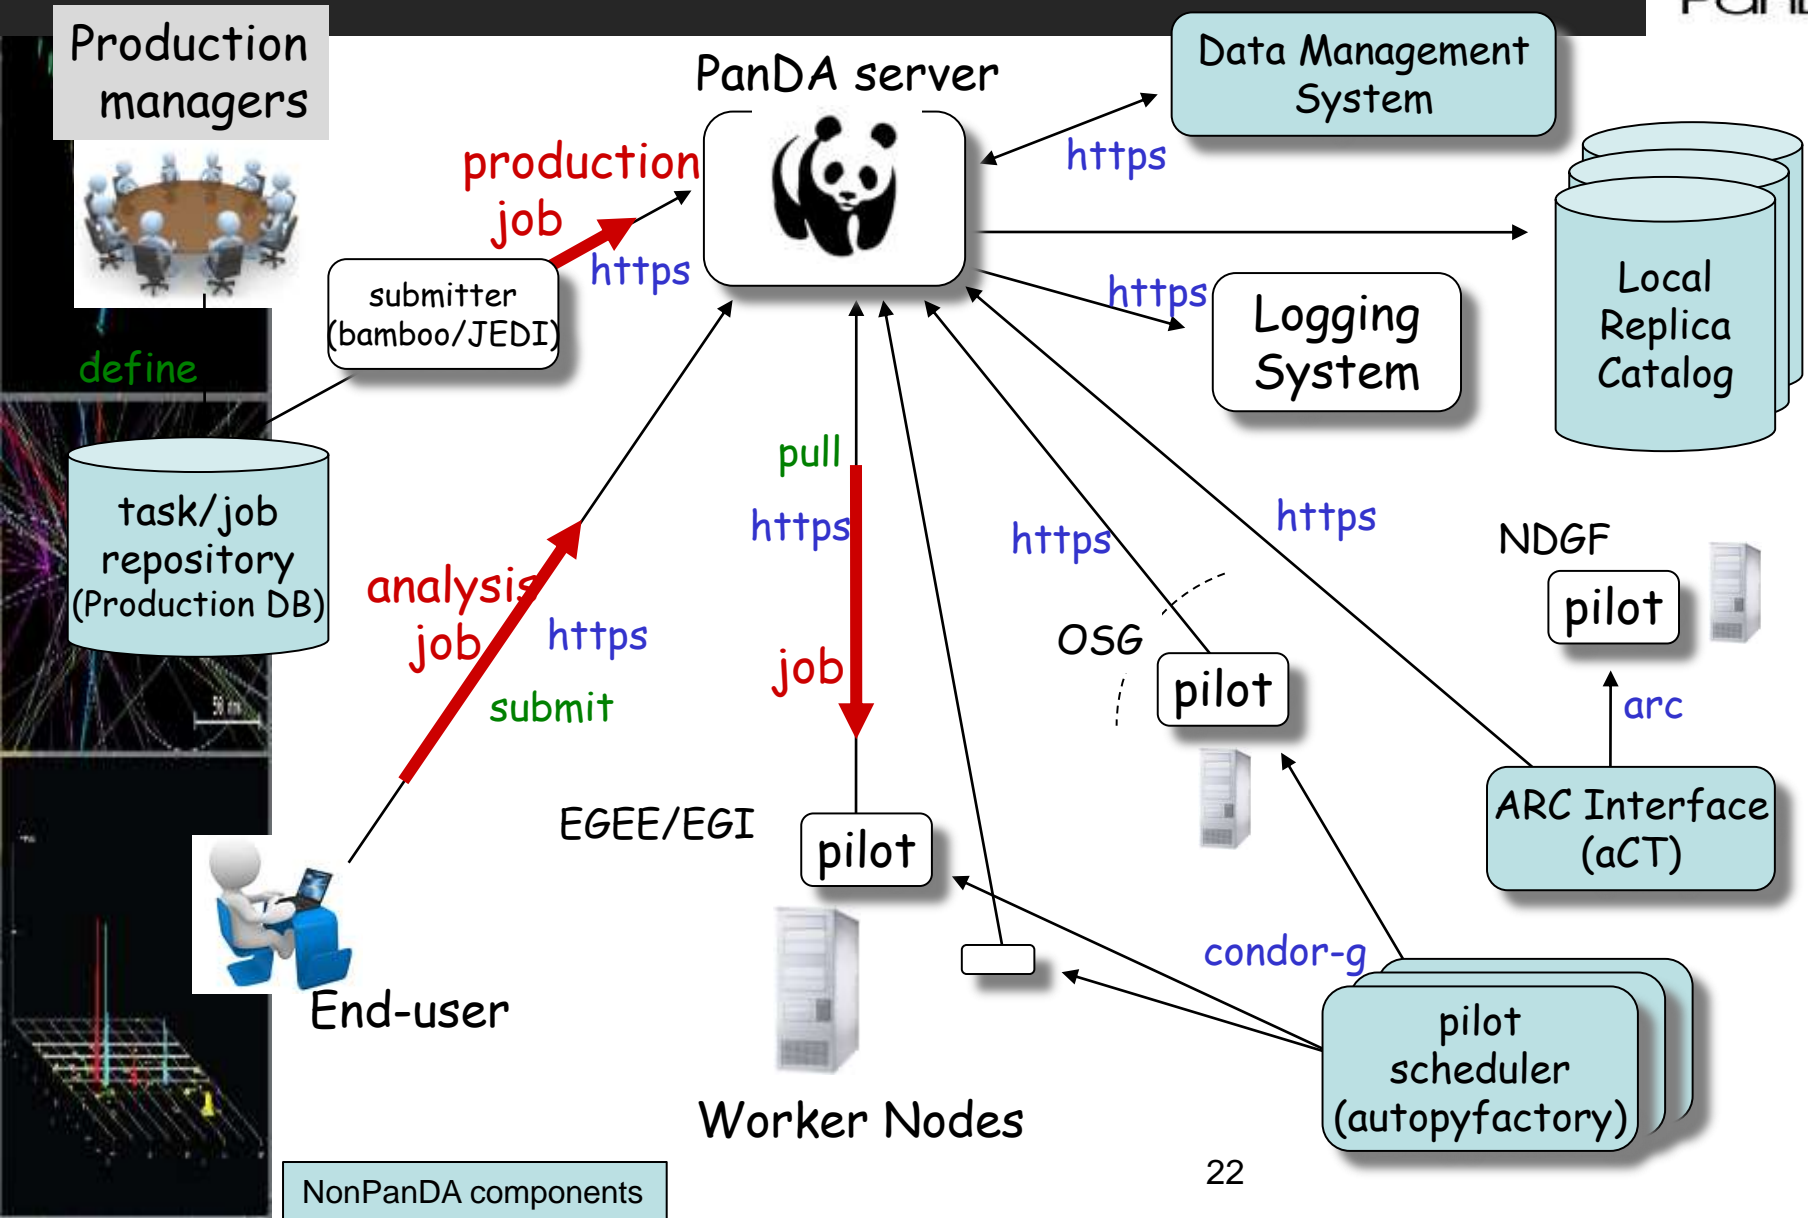 Production
managers
PanDA server
Data Management
System
https
production
job
https
submitter
(bamboo/JEDI)
https
Logging
System
Local
Replica
Catalog
define
task/job
repository
(Production DB)
pull
https
https
https
NDGF
pilot
analysis
job
https
submit
job
OSG
pilot
arc
EGEE/EGI
pilot
ARC Interface
(aCT)
End-user
condor-g
pilot
scheduler
(autopyfactory)
Worker Nodes
22
NonPanDA components